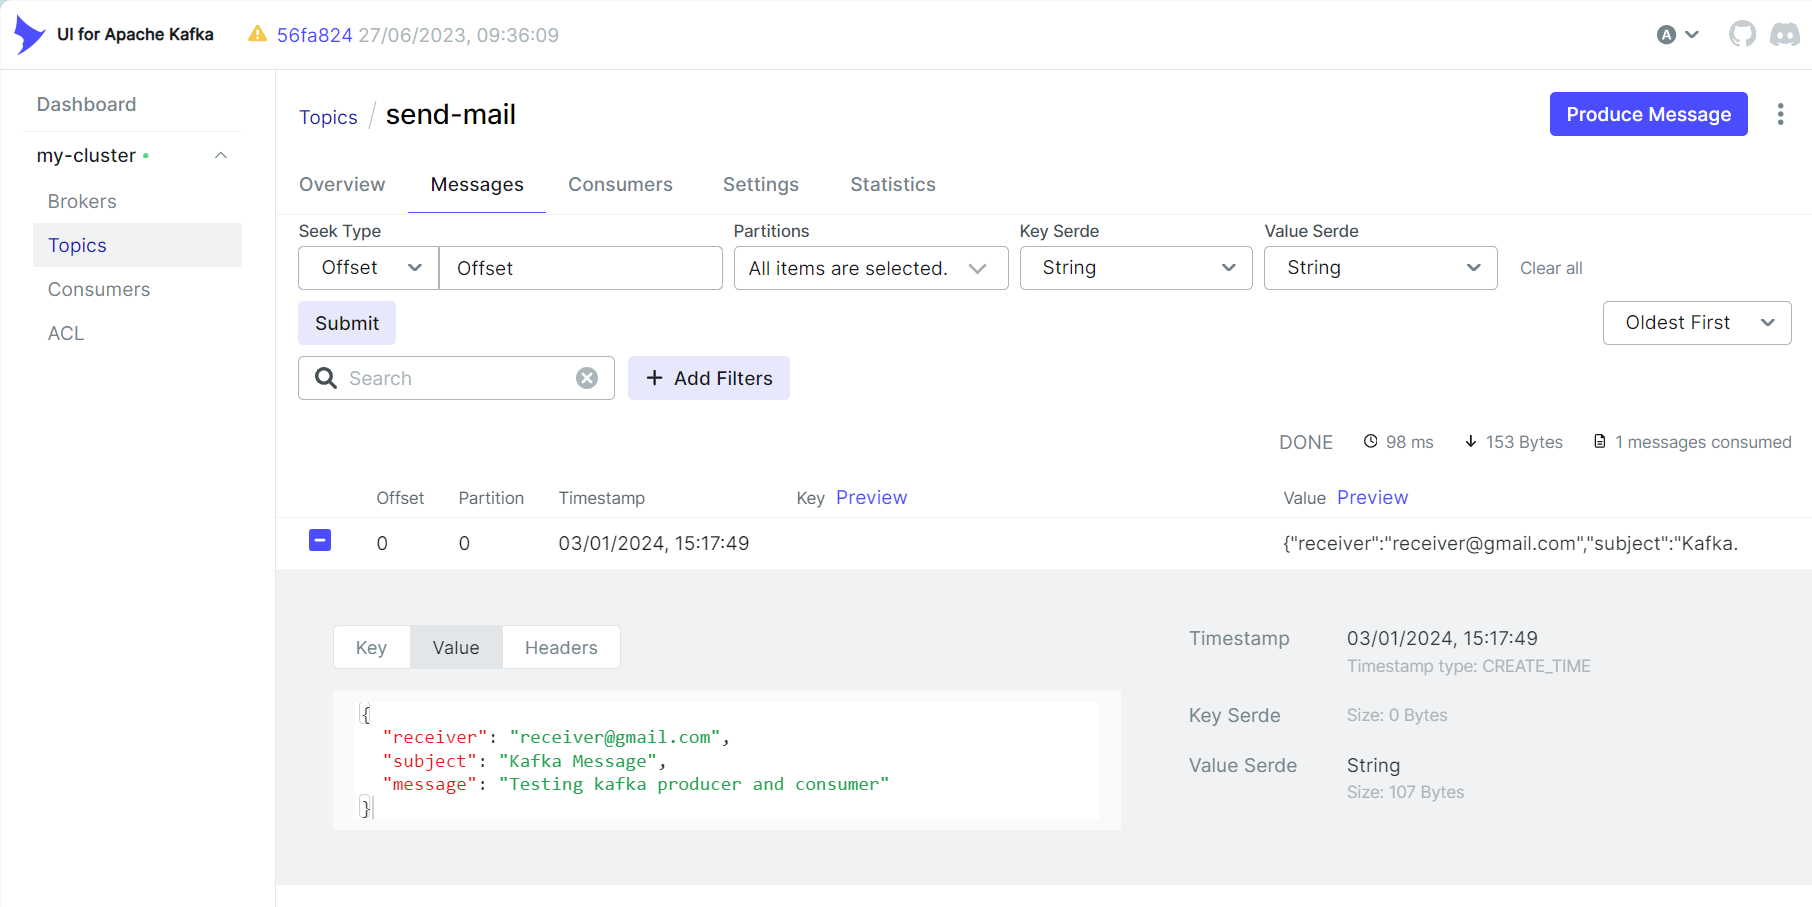 UI for Apache Kafka 56fa824 27/06/2023, 09:36:09 A
Dashboard
my-cluster
Brokers
Topics
Consumers
ACL
Topics / send-mail Produce Message
Overview Messages Consumers Settings Statistics
Seek Type Partitions Key Serde Value Serde
Offset Offset All items are selected. String String Clear all
Submit Oldest First
Search + Add Filters
DONE 98 ms 153 Bytes 1 messages consumed
Offset Partition Timestamp Key Preview Value Preview
0 0 03/01/2024, 15:17:49 {"receiver":"receiver@gmail.com","subject":"Kafka.
Key Value Headers
{
"receiver": "receiver@gmail.com",
"subject": "Kafka Message",
"message": "Testing kafka producer and consumer"
}
Timestamp 03/01/2024, 15:17:49
Timestamp type: CREATE_TIME
Key Serde Size: 0 Bytes
Value Serde String
Size: 107 Bytes